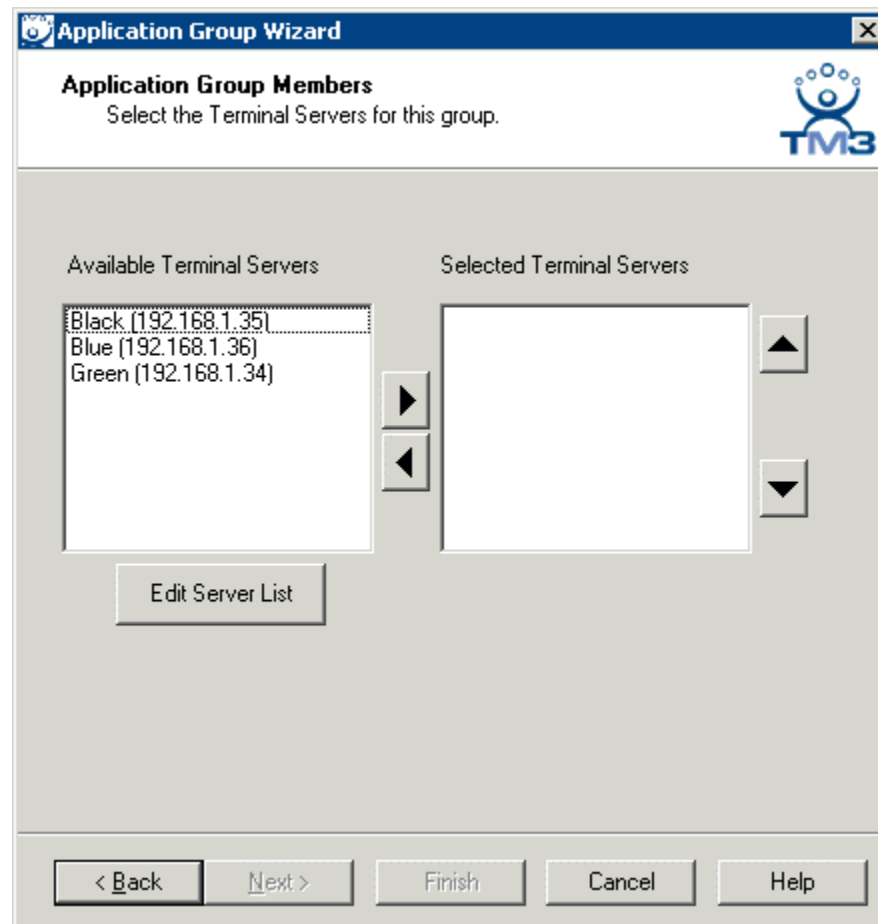 Application Group Wizard
Application Group Members
Select the Terminal Servers for this group.
TM3
Available Terminal Servers
Selected Terminal Servers
Black (192.168.1.35)
Blue (192.168.1.36)
Green (192.168.1.34)
Edit Server List
< Back
Next >
Finish
Cancel
Help